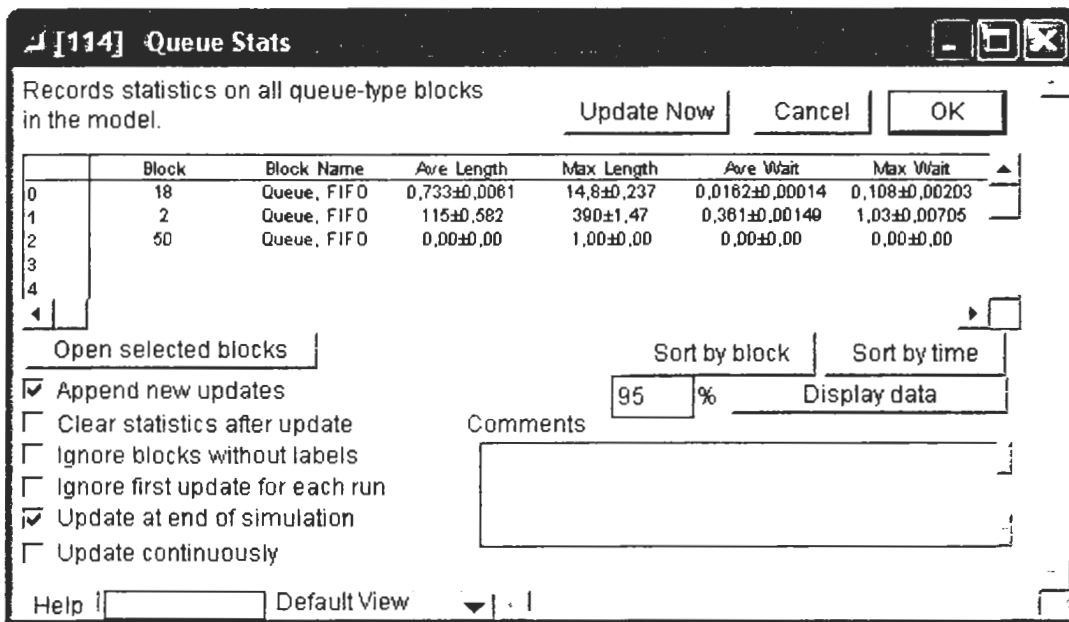 [114] Queue Stats
Records statistics on all queue-type blocks
in the model.
Update Now Cancel OK
Block Block Name Ave Length Max Length Ave Wait Max Wait
0 18 Queue, FIFO 0,733±0,0061 14,8±0,237 0,0162±0,00014 0,108±0,00203
1 2 Queue, FIFO 115±0,582 390±1,47 0,361±0,00149 1,03±0,00705
2 50 Queue, FIFO 0,00±0,00 1,00±0,00 0,00±0,00 0,00±0,00
3
4
Open selected blocks Sort by block Sort by time
Append new updates 95 % Display data
Clear statistics after update Comments
Ignore blocks without labels
Ignore first update for each run
Update at end of simulation
Update continuously
Help Default View